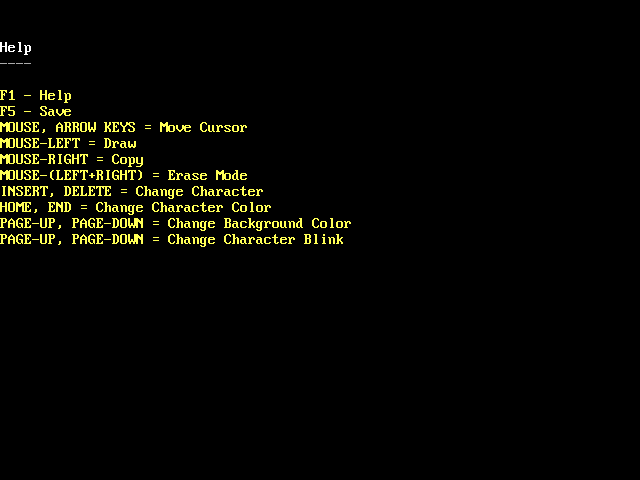 Help
----
F1 - Help
F5 - Save
MOUSE, ARROW KEYS = Move Cursor
MOUSE-LEFT = Draw
MOUSE-RIGHT = Copy
MOUSE-(LEFT+RIGHT) = Erase Mode
INSERT, DELETE = Change Character
HOME, END = Change Character Color
PAGE-UP, PAGE-DOWN = Change Background Color
PAGE-UP, PAGE-DOWN = Change Character Blink